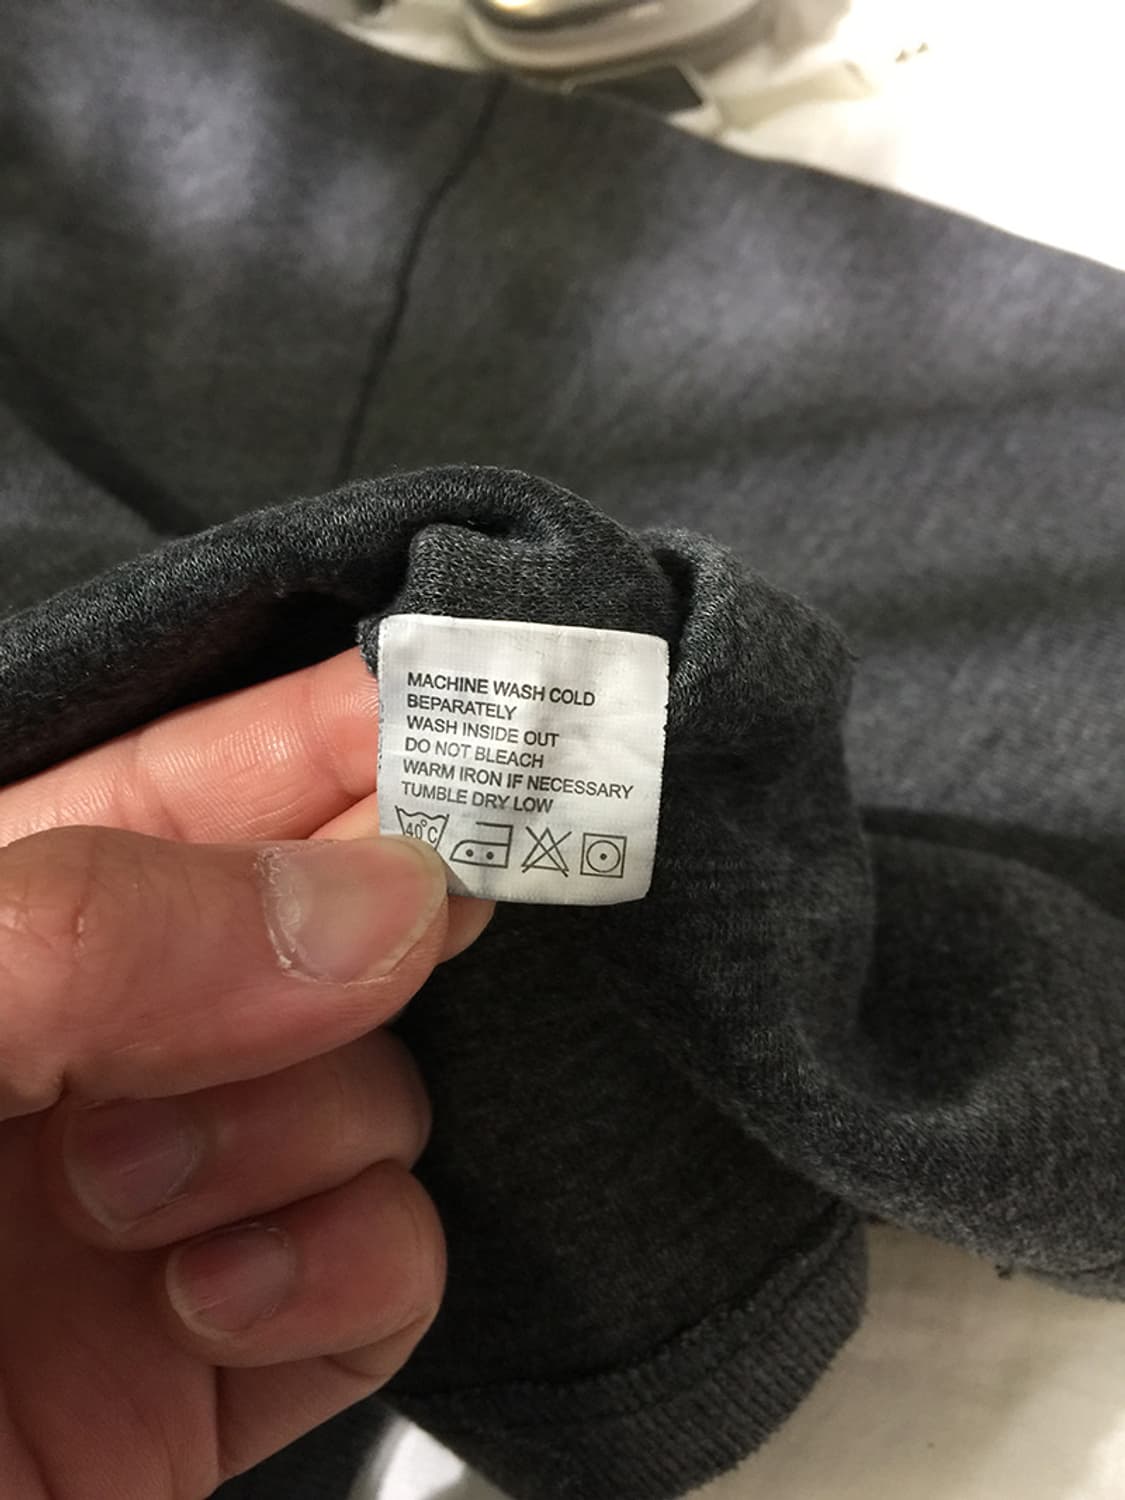 MACHINE WASH COLD
BEPARATELY
WASH INSIDE OUT
DO NOT BLEACH
WARM IRON IF NECESSARY
TUMBLE DRY LOW
40°C